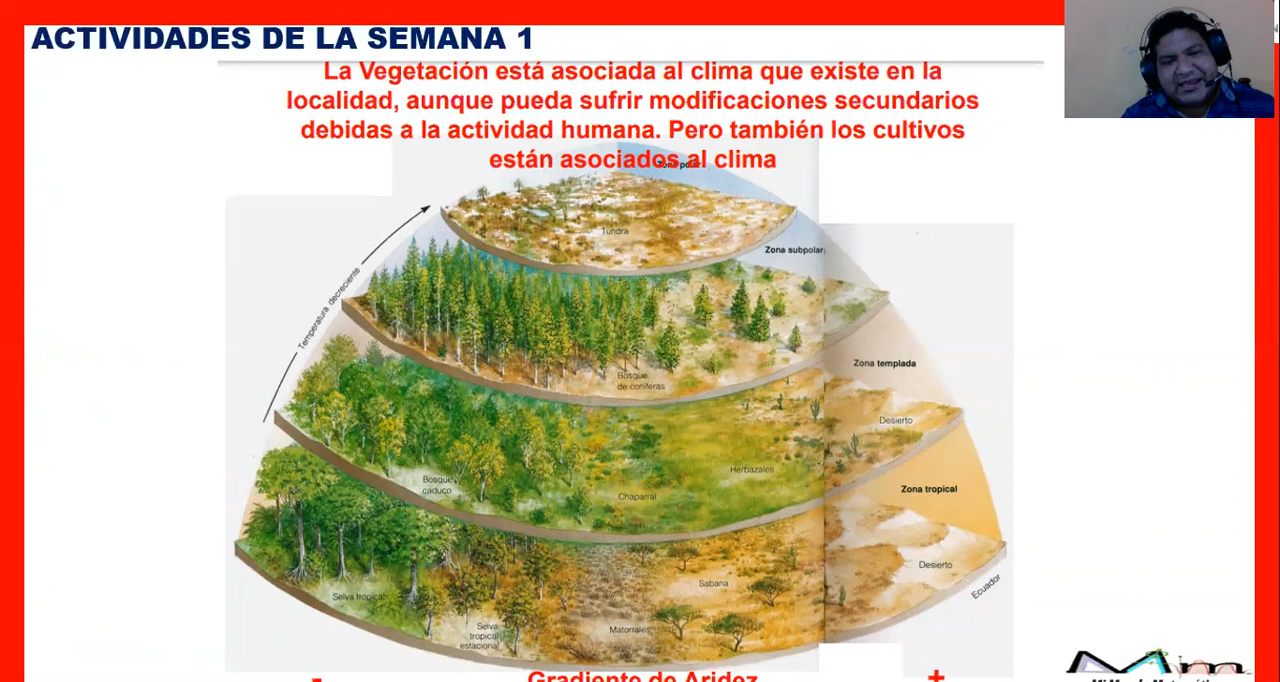 ACTIVIDADES DE LA SEMANA 1
La Vegetación está asociada al clima que existe en la
localidad, aunque pueda sufrir modificaciones secundarios
debidas a la actividad humana. Pero también los cultivos
están asociados al clima
Zona
Tundra
Zona subpolar
Temperatura decreciente
Bosque
de coníferas
Zona templada
Desierto
Herbazales
Bosque
caduco
Chaparral
Zona tropical
Desierto
Sabana
Ecuador
Selva tropical
Selva
tropical
estacional
Matorrales
- Gradiente de Aridez +